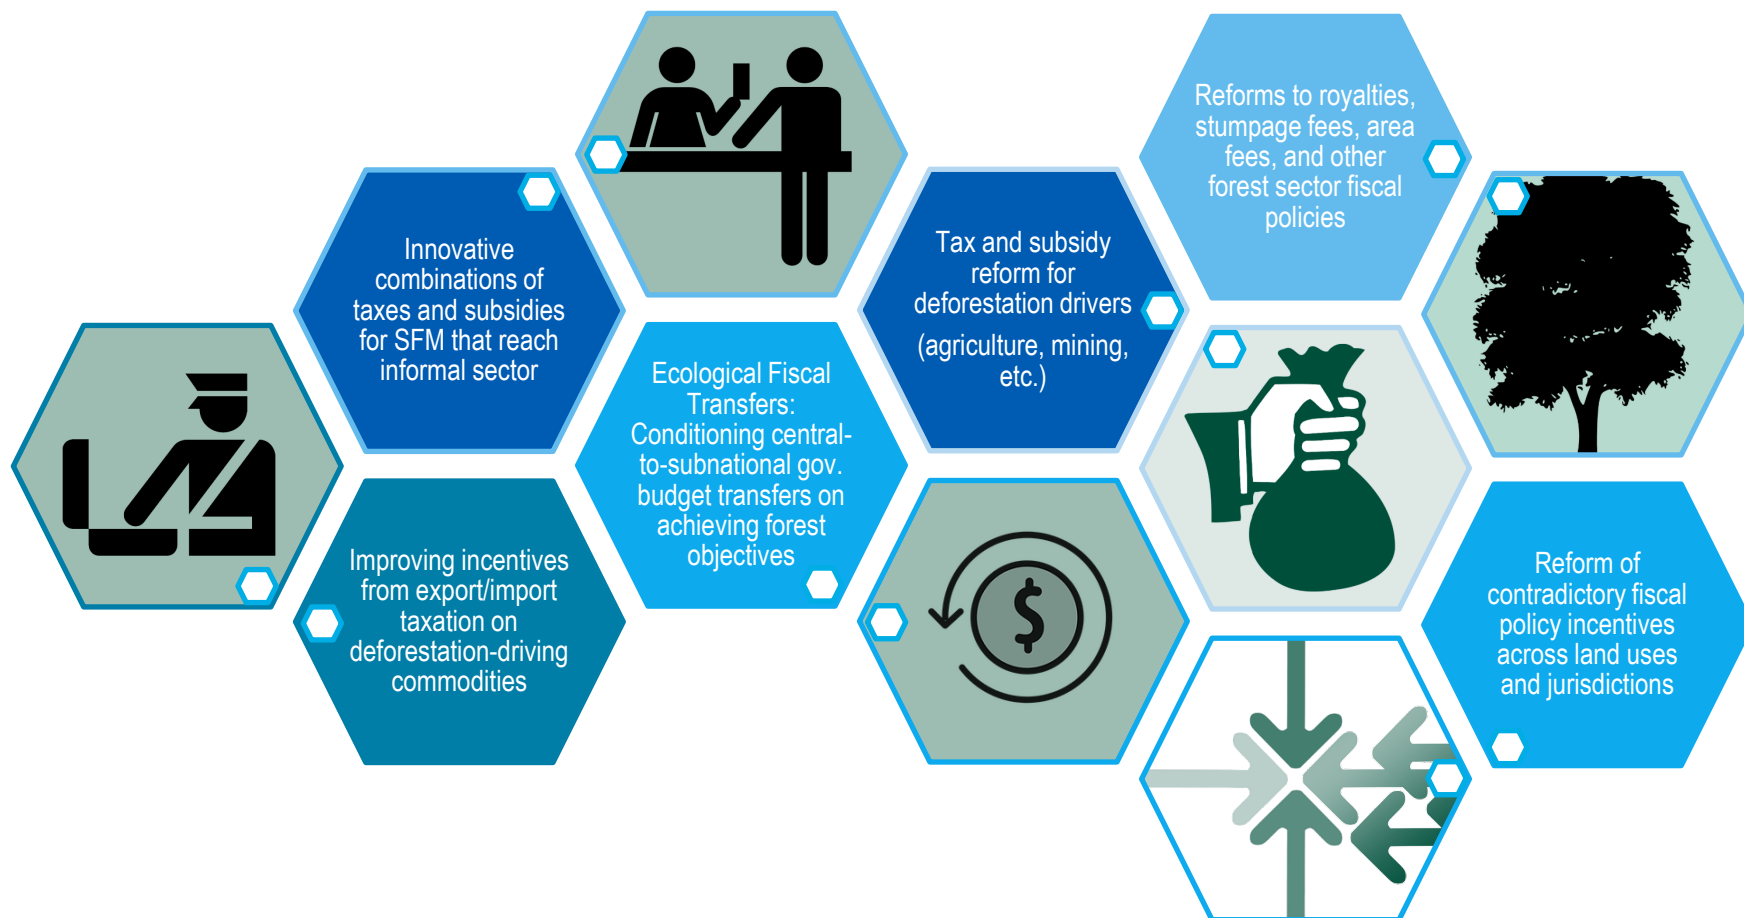 Innovative
combinations of
taxes and subsidies
for SFM that reach
informal sector
Improving incentives
from export/import
taxation on
deforestation-driving
commodities
Ecological Fiscal
Transfers:
Conditioning central-
to-subnational gov.
budget transfers on
achieving forest
objectives
Tax and subsidy
reform for
deforestation drivers
(agriculture, mining,
etc.)
$
Reforms to royalties,
stumpage fees, area
fees, and other
forest sector fiscal
policies
Reform of
contradictory fiscal
policy incentives
across land uses
and jurisdictions